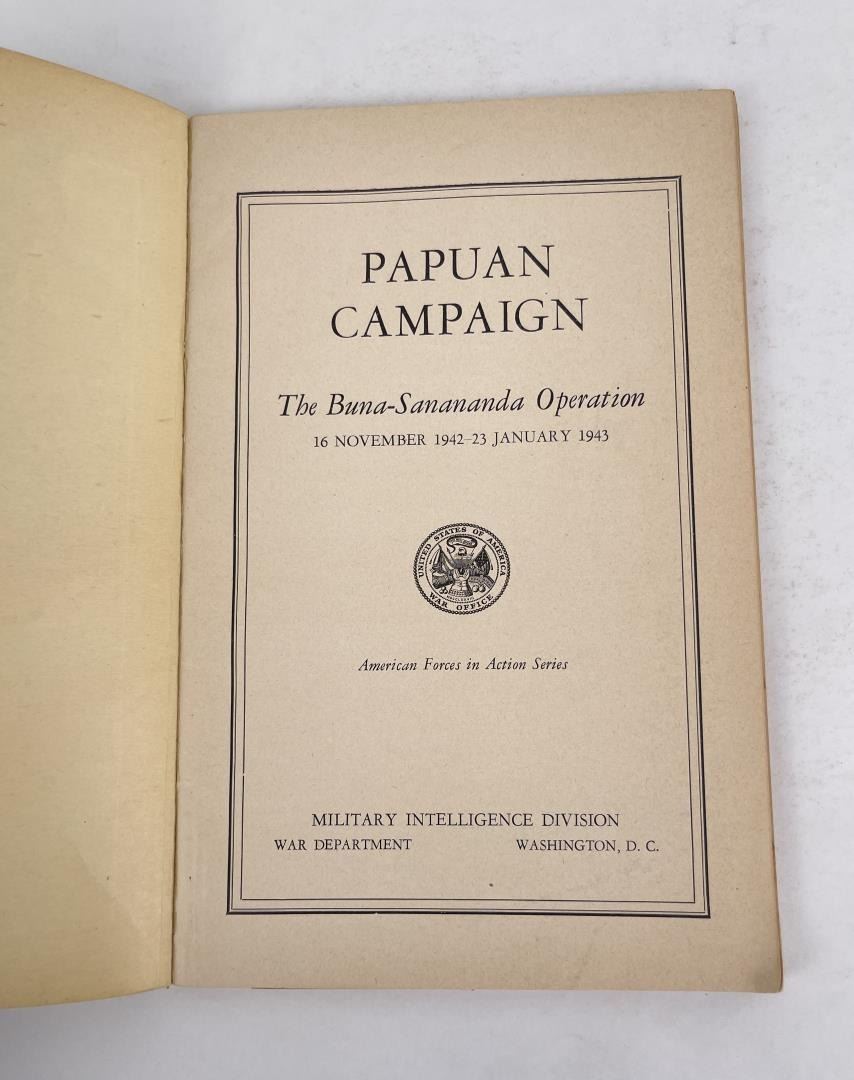 PAPUAN
CAMPAIGN
The Buna-Sanananda Operation
16 NOVEMBER 1942–23 JANUARY 1943
UNITED STATES OF AMERICA
WAR OFFICE
American Forces in Action Series
MILITARY INTELLIGENCE DIVISION
WAR DEPARTMENT WASHINGTON, D. C.